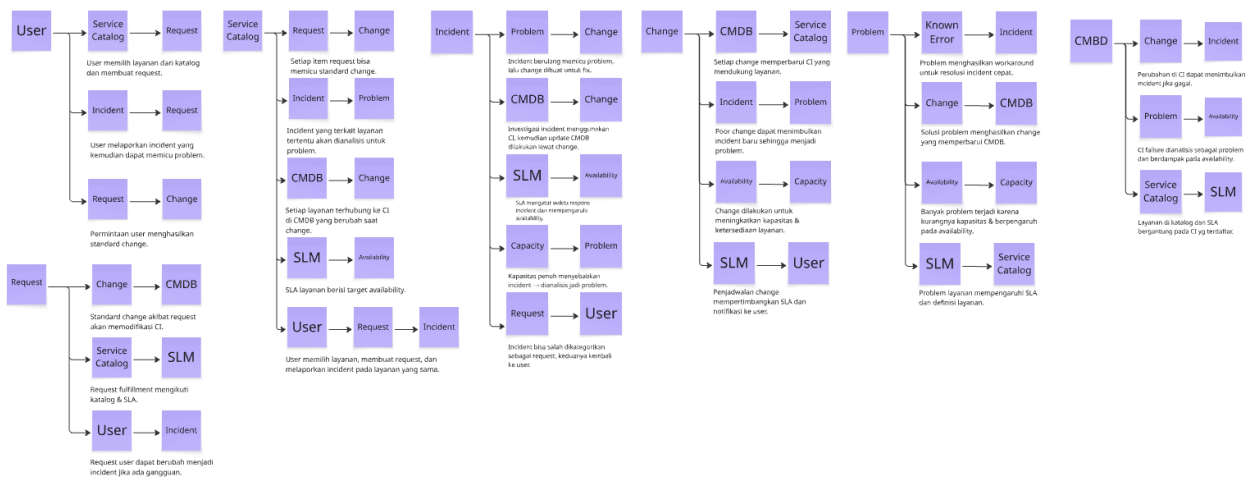 User
Service
Catalog
Request
User memilih layanan dari katalog
dan membuat request.
Incident
Request
User melaporkan incident yang
kemudian dapat memicu problem.
Request
Change
Permintaan user menghasilkan
standard change.
Request
Change
CMDB
Standard change akibat request
akan memodifikasi CI.
Service
Catalog
SLM
Request fulfillment mengikuti
katalog & SLA.
User
Incident
Request user dapat berubah menjadi
incident jika ada gangguan.
Service
Catalog
Request
Change
Setiap item request bisa
memicu standard change.
Incident
Problem
Incident yang terkait layanan
tertentu akan dianalisis untuk
problem.
CMDB
Change
Setiap layanan terhubung ke CI
di CMDB yang berubah saat
change.
SLM
Availability
SLA layanan berisi target availability.
User
Request
Incident
User memilih layanan, membuat request, dan
melaporkan incident pada layanan yang sama.
Incident
Problem
Change
Incident berulang memicu problem,
lalu change dibuat untuk fix.
CMDB
Change
Investigasi incident menggunakan
CI, kemudian update CMDB
dilakukan lewat change.
SLM
Availability
SLA mengatur waktu respons
incident dan mempengaruhi
availability.
Capacity
Problem
Kapasitas penuh menyebabkan
incident → dianalisis jadi problem.
Request
User
Incident bisa salah dikategorikan
sebagai request, keduanya kembali
ke user.
Change
CMDB
Service
Catalog
Setiap change memperbarui CI yang
mendukung layanan.
Incident
Problem
Poor change dapat menimbulkan
incident baru sehingga menjadi
problem.
Availability
Capacity
Change dilakukan untuk
meningkatkan kapasitas &
ketersediaan layanan.
SLM
User
Penjadwalan change
mempertimbangkan SLA dan
notifikasi ke user.
Problem
Known
Error
Incident
Problem menghasilkan workaround
untuk resolusi incident cepat.
Change
CMDB
Solusi problem menghasilkan change
yang memperbarui CMDB.
Availability
Capacity
Banyak problem terjadi karena
kurangnya kapasitas & berpengaruh
pada availability.
SLM
Service
Catalog
Problem layanan mempengaruhi SLA
dan definisi layanan.
CMBD
Change
Incident
Perubahan di CI dapat menimbulkan
incident jika gagal.
Problem
Availability
CI failure dianalisis sebagai problem
dan berdampak pada availability.
Service
Catalog
SLM
Layanan di katalog dan SLA
bergantung pada CI yg terdaftar.